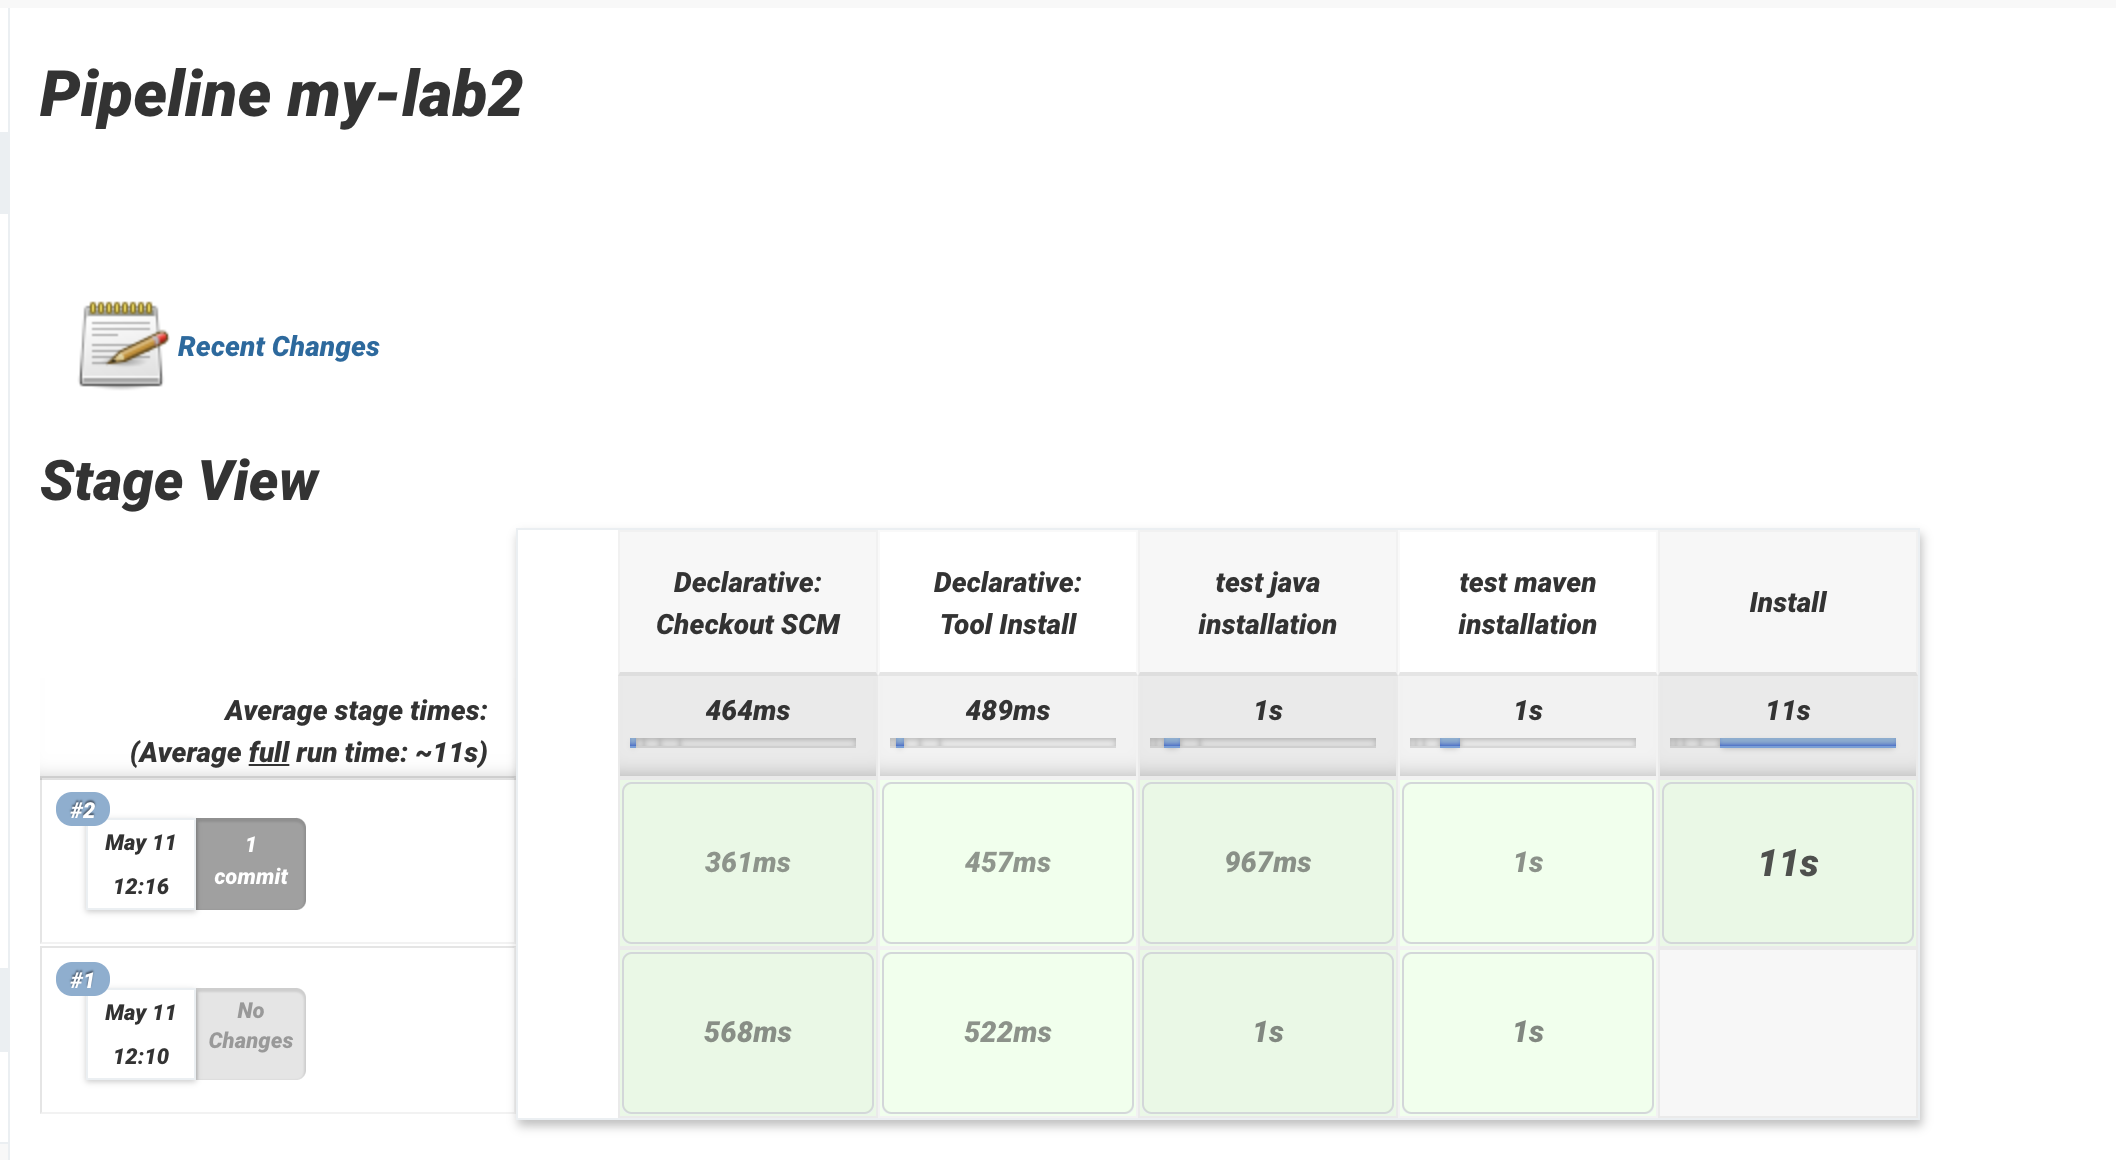 Pipeline my-lab2
Recent Changes
Stage View
Declarative:
Checkout SCM
Declarative:
Tool Install
test java
installation
test maven
installation
Install
Average stage times:
(Average full run time: ~11s)
464ms
489ms
1s
1s
11s
#2
May 11
12:16
1
commit
361ms
457ms
967ms
1s
11s
#1
May 11
12:10
No
Changes
568ms
522ms
1s
1s